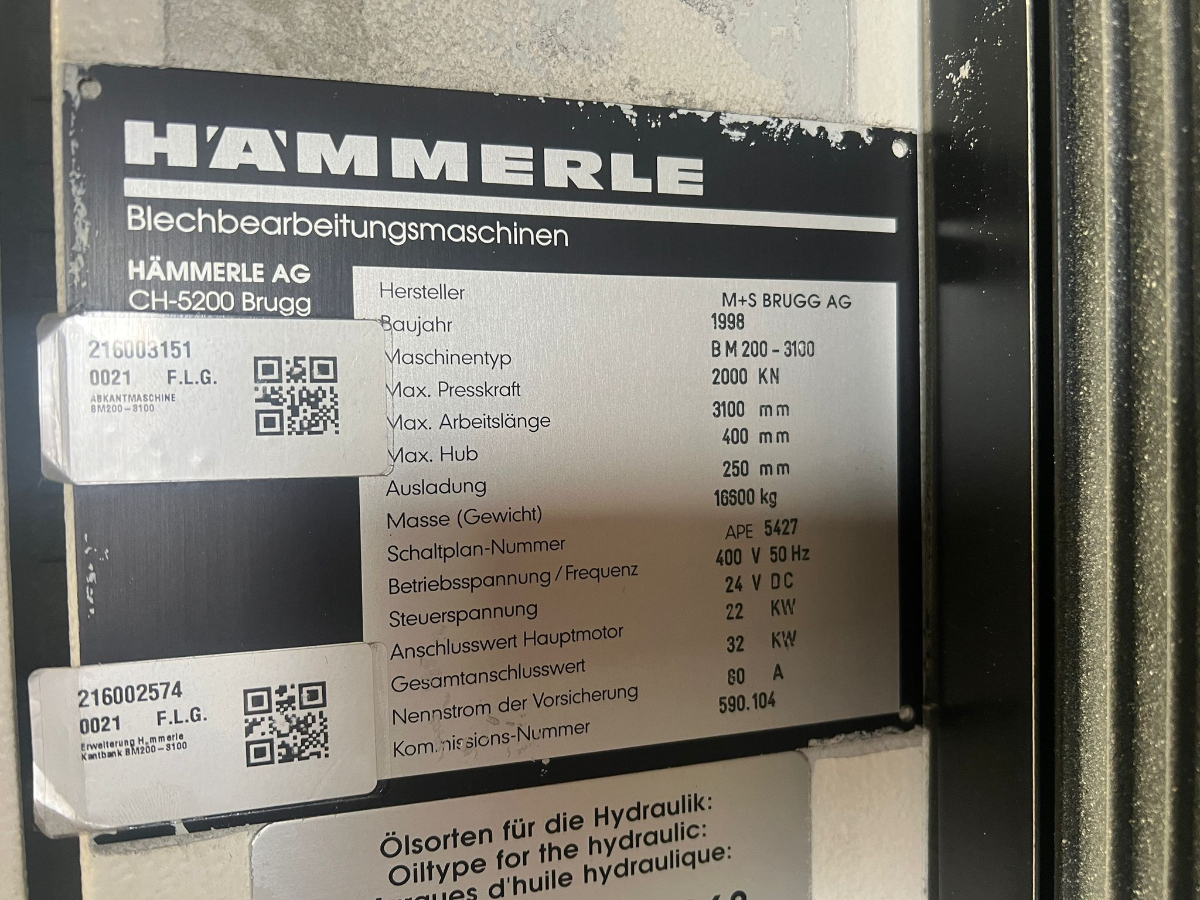 HÄMMERLE
Blechbearbeitungsmaschinen
HÄMMERLE AG
CH-5200 Brugg
216003151
0021 F.L.G.
ABKANTMASCHINE
BM200-3100
216002574
0021 F.L.G.
Erweiterung H mmerle
Kantbank BM200-3100
Hersteller M+S BRUGG AG
Baujahr 1998
Maschinentyp BM 200-3100
Max. Presskraft 2000 KN
Max. Arbeitslänge 3100 mm
Max. Hub 400 mm
Ausladung 250 mm
Masse (Gewicht) 16600 kg
Schaltplan-Nummer APE 5427
Betriebsspannung/Frequenz 400 V 50 Hz
Steuerspannung 24 V DC
Anschlusswert Hauptmotor 22 KW
Gesamtanschlusswert 32 KW
Nennstrom der Vorsicherung 80 A
Kommissions-Nummer 590.104
Ölsorten für die Hydraulik:
Oiltype for the hydraulic:
d'huile hydraulique: